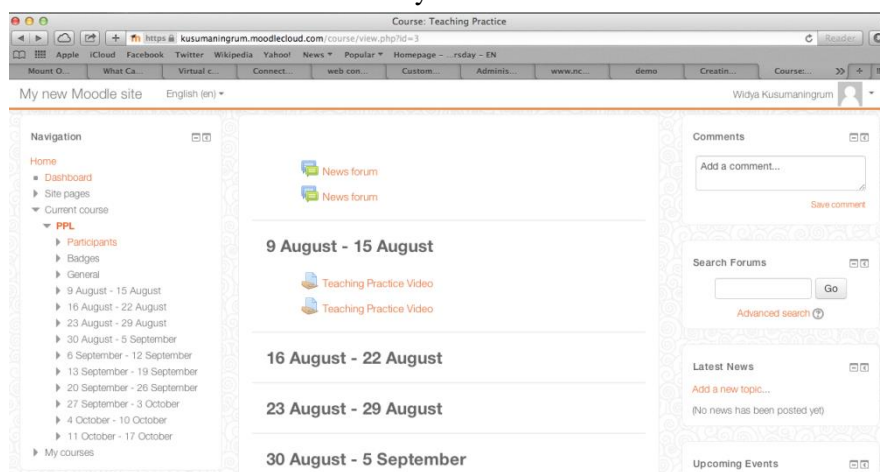 Course: Teaching Practice
https kusumaningrum.moodlecloud.com/course/view.php?id=3
Reader
Apple iCloud Facebook Twitter Wikipedia Yahoo! News Popular Homepage - ...rsday - EN
Mount O... What Ca... Virtual c... Connect... web con... Custom... Adminis... www.nc... demo Creatin... Course:...
My new Moodle site English (en) Widya Kusumaningrum
Navigation
Home
Dashboard
Site pages
Current course
PPL
Participants
Badges
General
9 August - 15 August
16 August - 22 August
23 August - 29 August
30 August - 5 September
6 September - 12 September
13 September - 19 September
20 September - 26 September
27 September - 3 October
4 October - 10 October
11 October - 17 October
My courses
News forum
News forum
9 August - 15 August
Teaching Practice Video
Teaching Practice Video
16 August - 22 August
23 August - 29 August
30 August - 5 September
Comments
Add a comment...
Save comment
Search Forums
Go
Advanced search
Latest News
Add a new topic...
(No news has been posted yet)
Upcoming Events